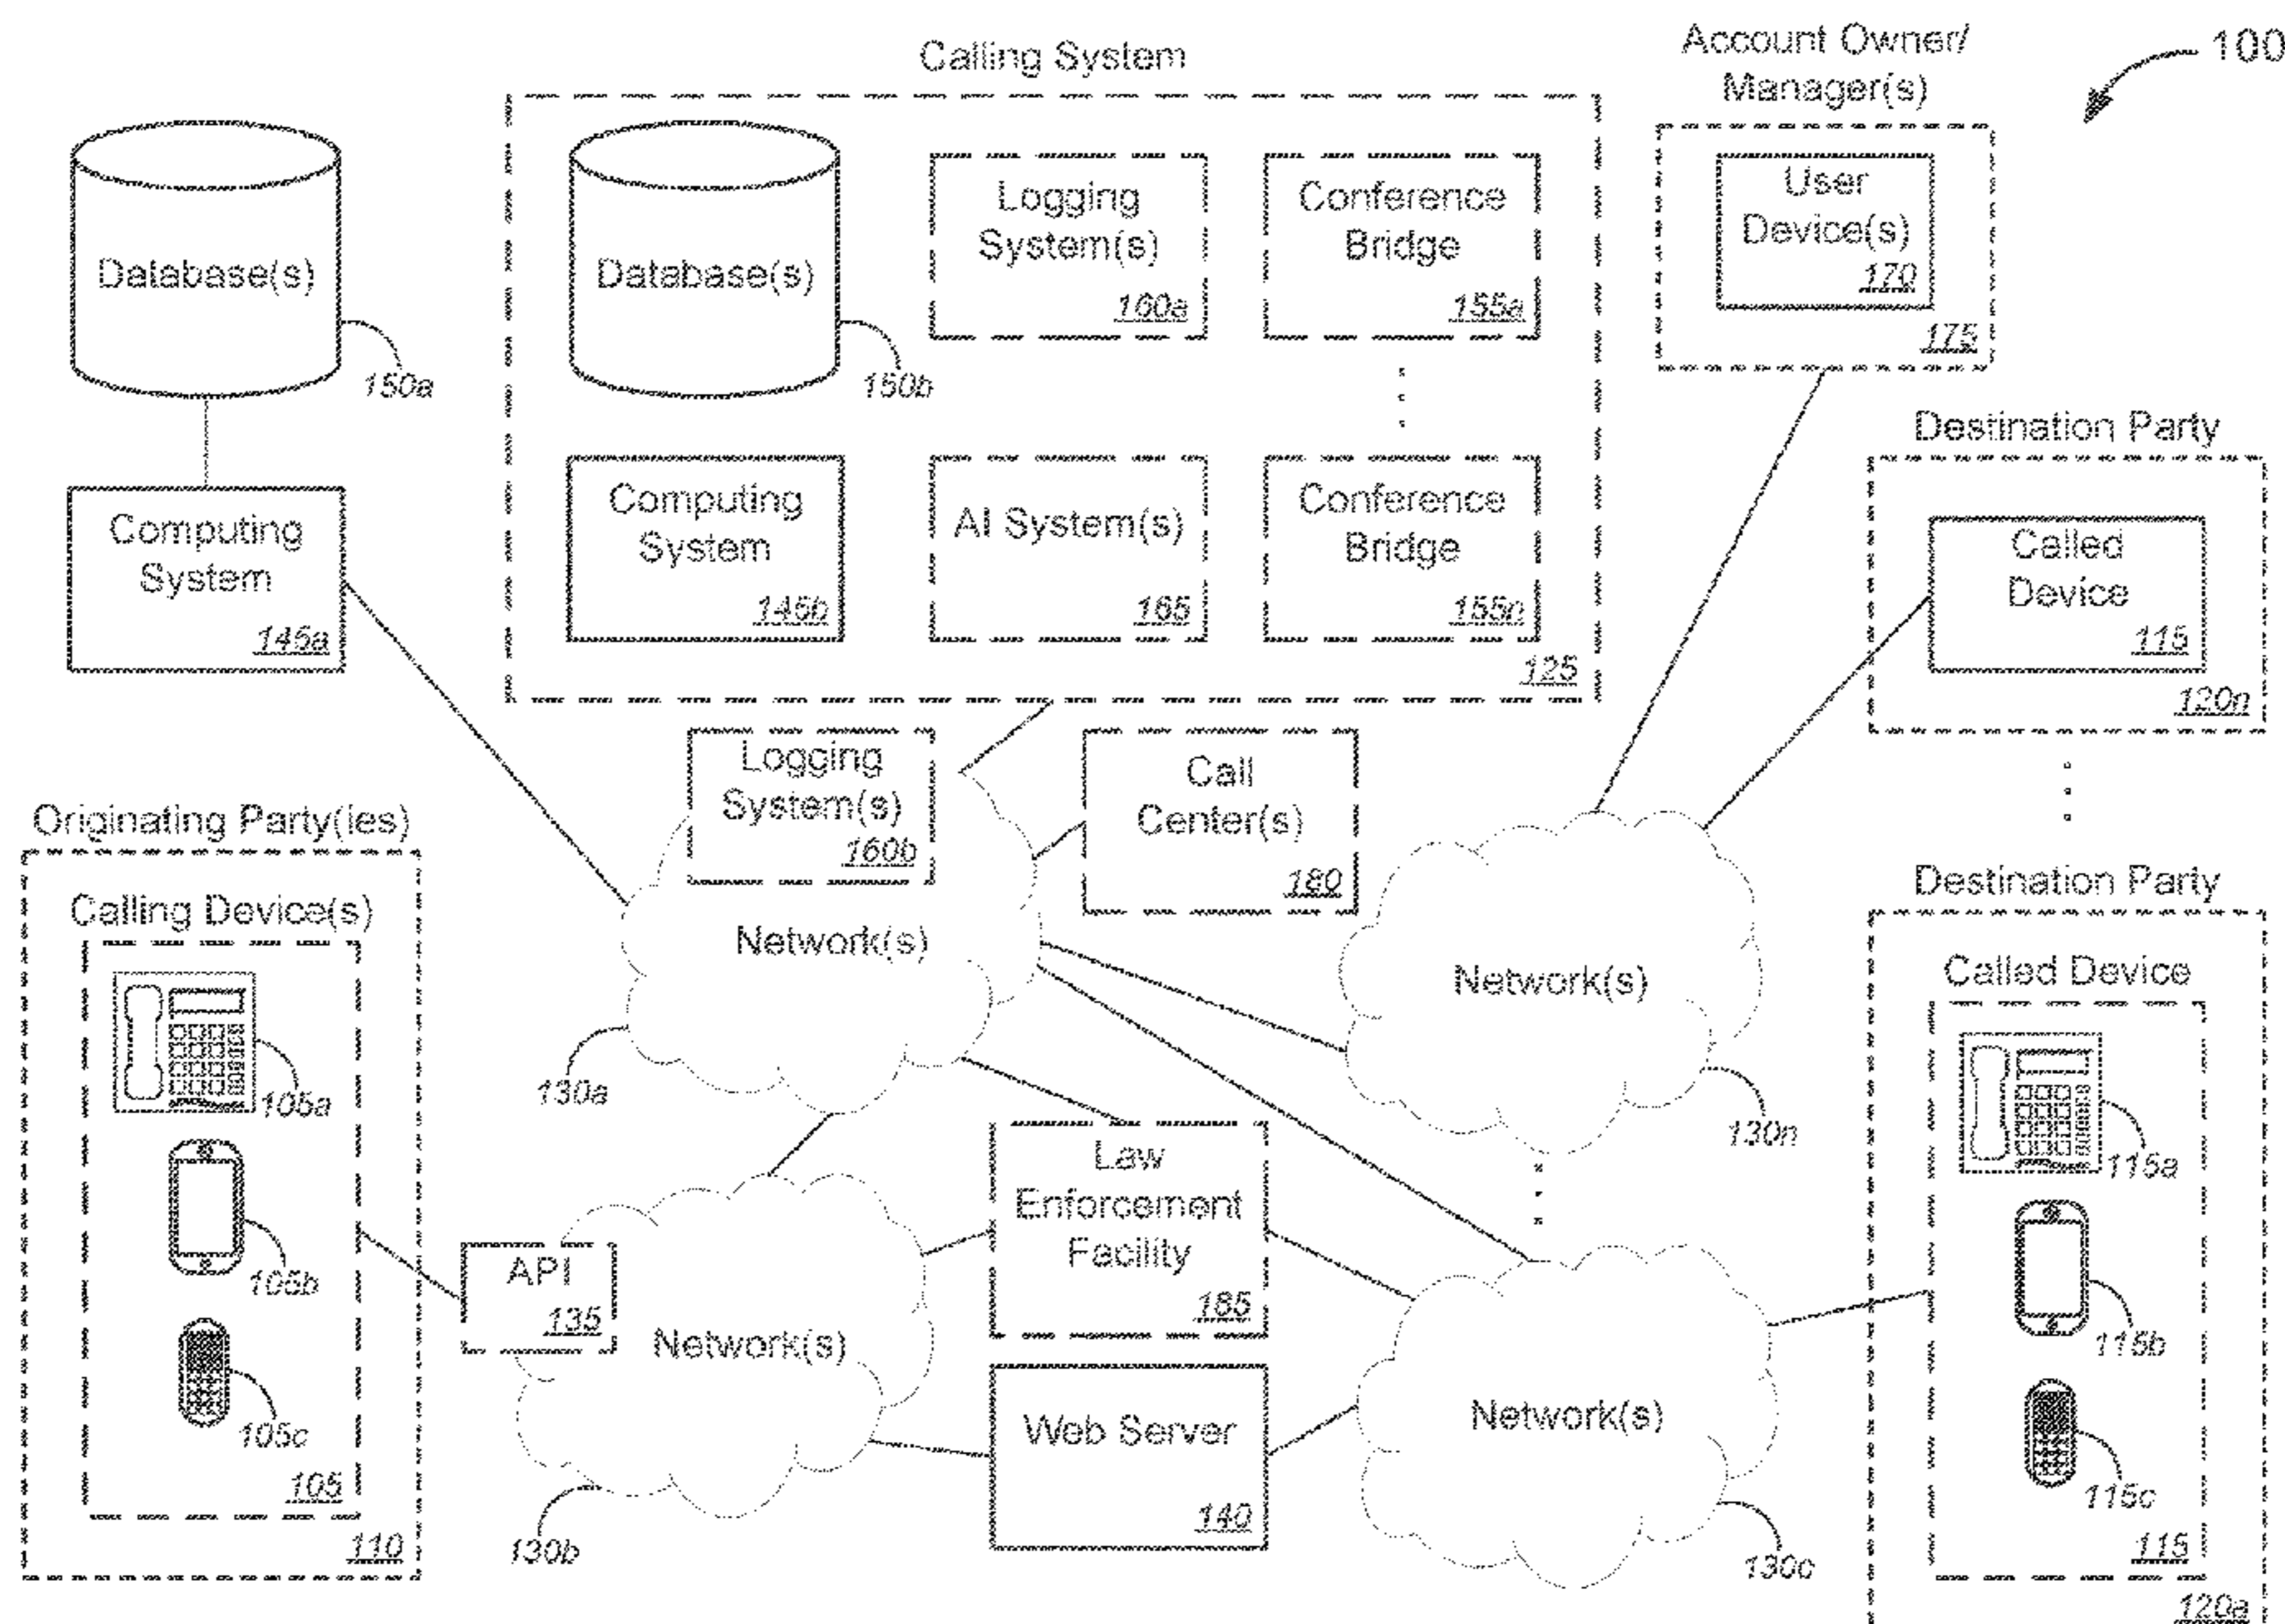 Calling System
Account Owner/
Manager(s)
100
Database(s)
150a
Database(s)
150b
Logging
System(s)
160a
Conference
Bridge
155a
User
Device(s)
170
175
Computing
System
145a
Computing
System
145b
AI System(s)
165
Conference
Bridge
155n
125
Destination Party
Called
Device
115
120n
Logging
System(s)
160b
Call
Center(s)
180
Originating Party(ies)
Calling Device(s)
105a
105b
105c
105
110
Network(s)
130a
Network(s)
130n
API
135
Network(s)
130b
Law
Enforcement
Facility
185
Web Server
140
Network(s)
130c
Destination Party
Called Device
115a
115b
115c
115
120a